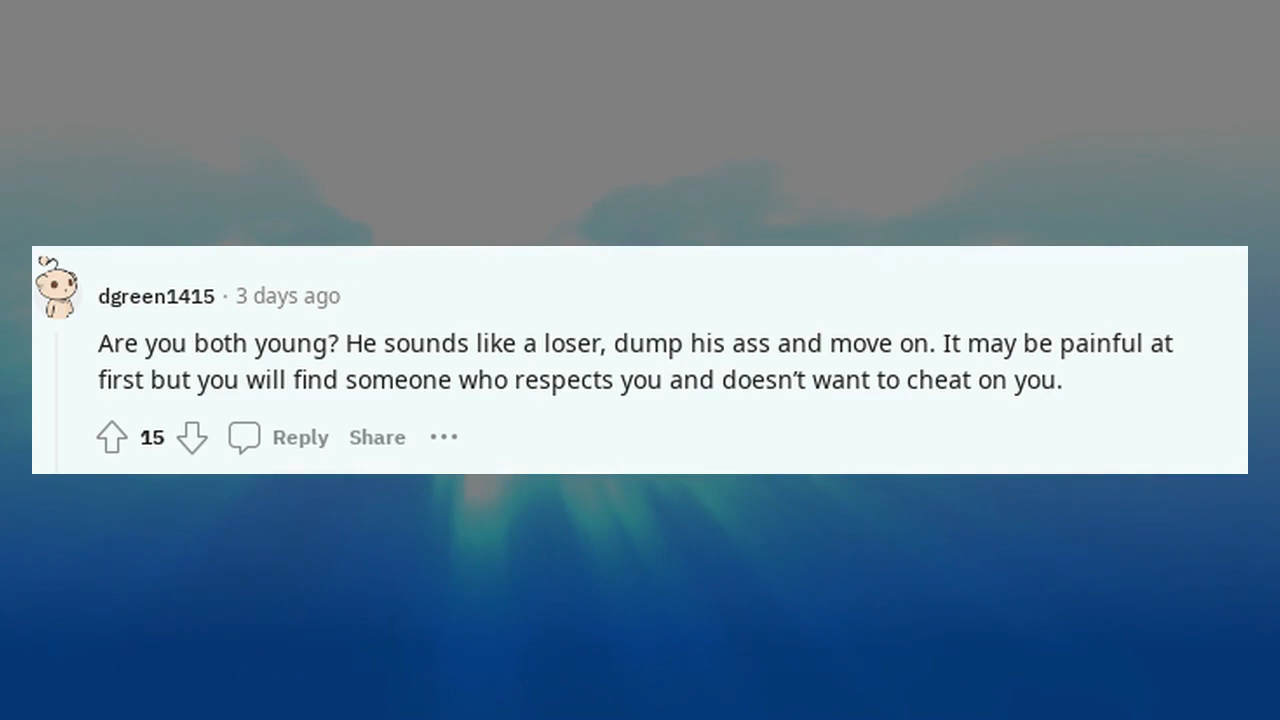 dgreen1415 · 3 days ago
Are you both young? He sounds like a loser, dump his ass and move on. It may be painful at
first but you will find someone who respects you and doesn’t want to cheat on you.
15 Reply Share •••